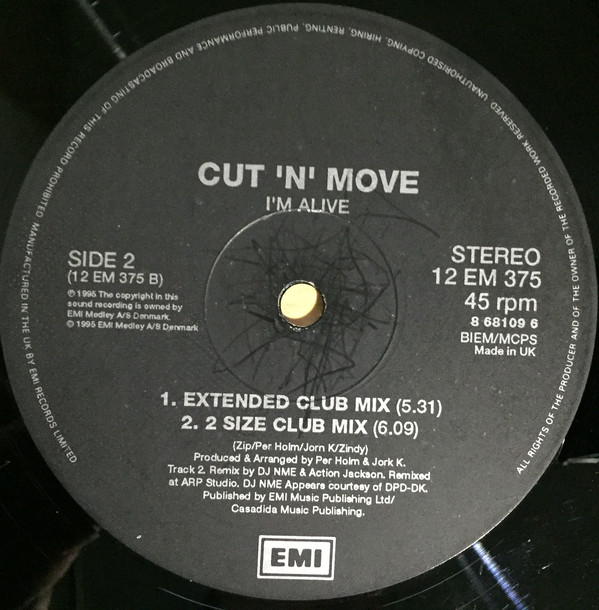 CUT 'N' MOVE
I'M ALIVE
SIDE 2
(12 EM 375 B)
℗ 1995 The copyright in this
sound recording is owned by
EMI Medley A/S Denmark.
© 1995 EMI Medley A/S Denmark
STEREO
12 EM 375
45 rpm
8 68109 6
BIEM/MCPS
Made in UK
1. EXTENDED CLUB MIX (5.31)
2. 2 SIZE CLUB MIX (6.09)
(Zip/Per Holm/Jorn K/Zindy)
Produced & Arranged by Per Holm & Jork K.
Track 2. Remix by DJ NME & Action Jackson. Remixed
at ARP Studio. DJ NME Appears courtesy of DPD-DK.
Published by EMI Music Publishing Ltd/
Casadida Music Publishing.
EMI
ALL RIGHTS OF THE PRODUCER AND OF THE OWNER OF THE RECORDED WORK RESERVED. UNAUTHORISED COPYING, HIRING, RENTING, PUBLIC PERFORMANCE AND BROADCASTING OF THIS RECORD PROHIBITED. MANUFACTURED IN THE UK BY EMI RECORDS LIMITED